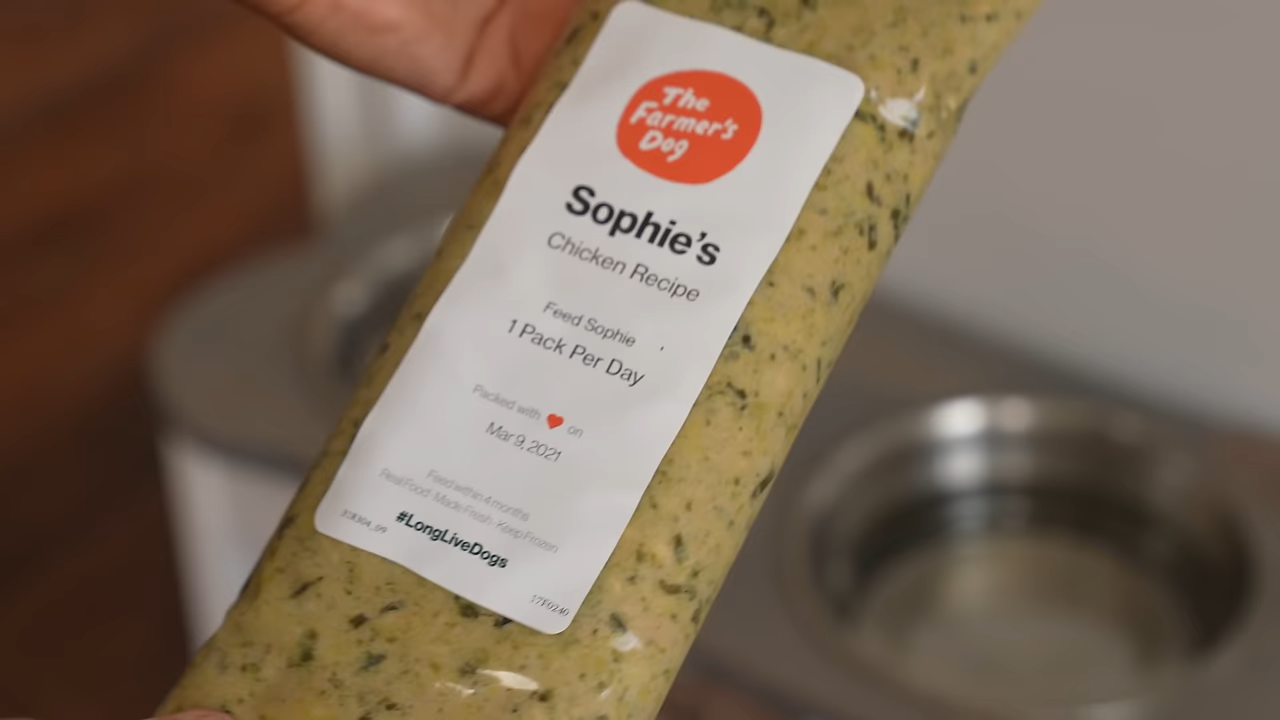 The
Farmer's
Dog
Sophie's
Chicken Recipe
Feed Sophie
1 Pack Per Day
Packed with ❤ on
Mar 9, 2021
Feed within 4 months
Real Food · Made Fresh · Keep Frozen
#LongLiveDogs